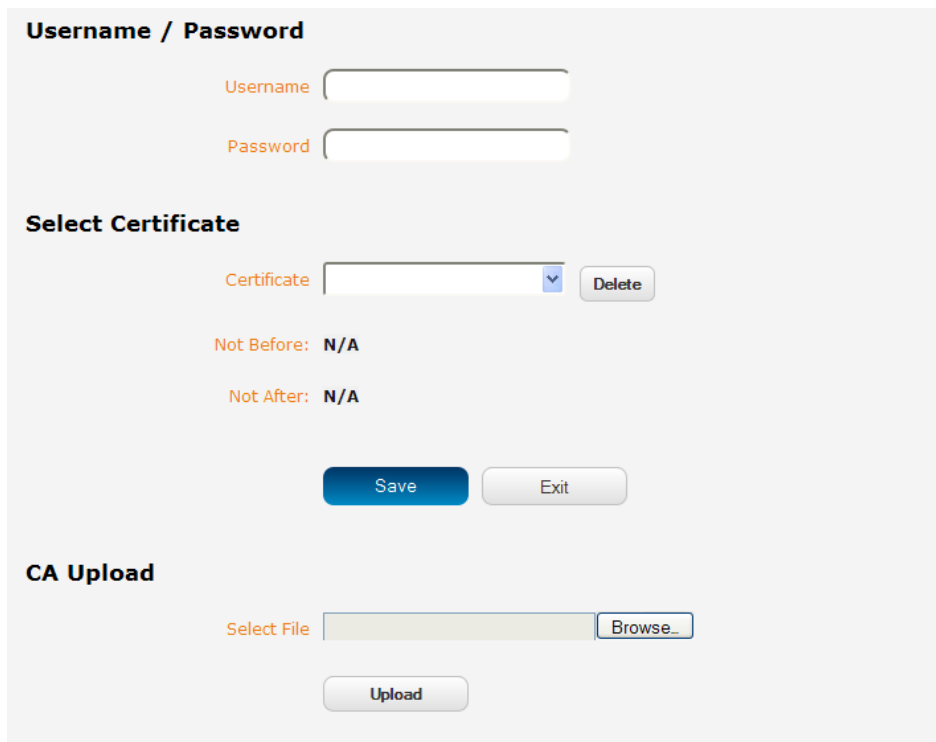 Username / Password
Username
Password
Select Certificate
Certificate Delete
Not Before: N/A
Not After: N/A
Save Exit
CA Upload
Select File Browse...
Upload